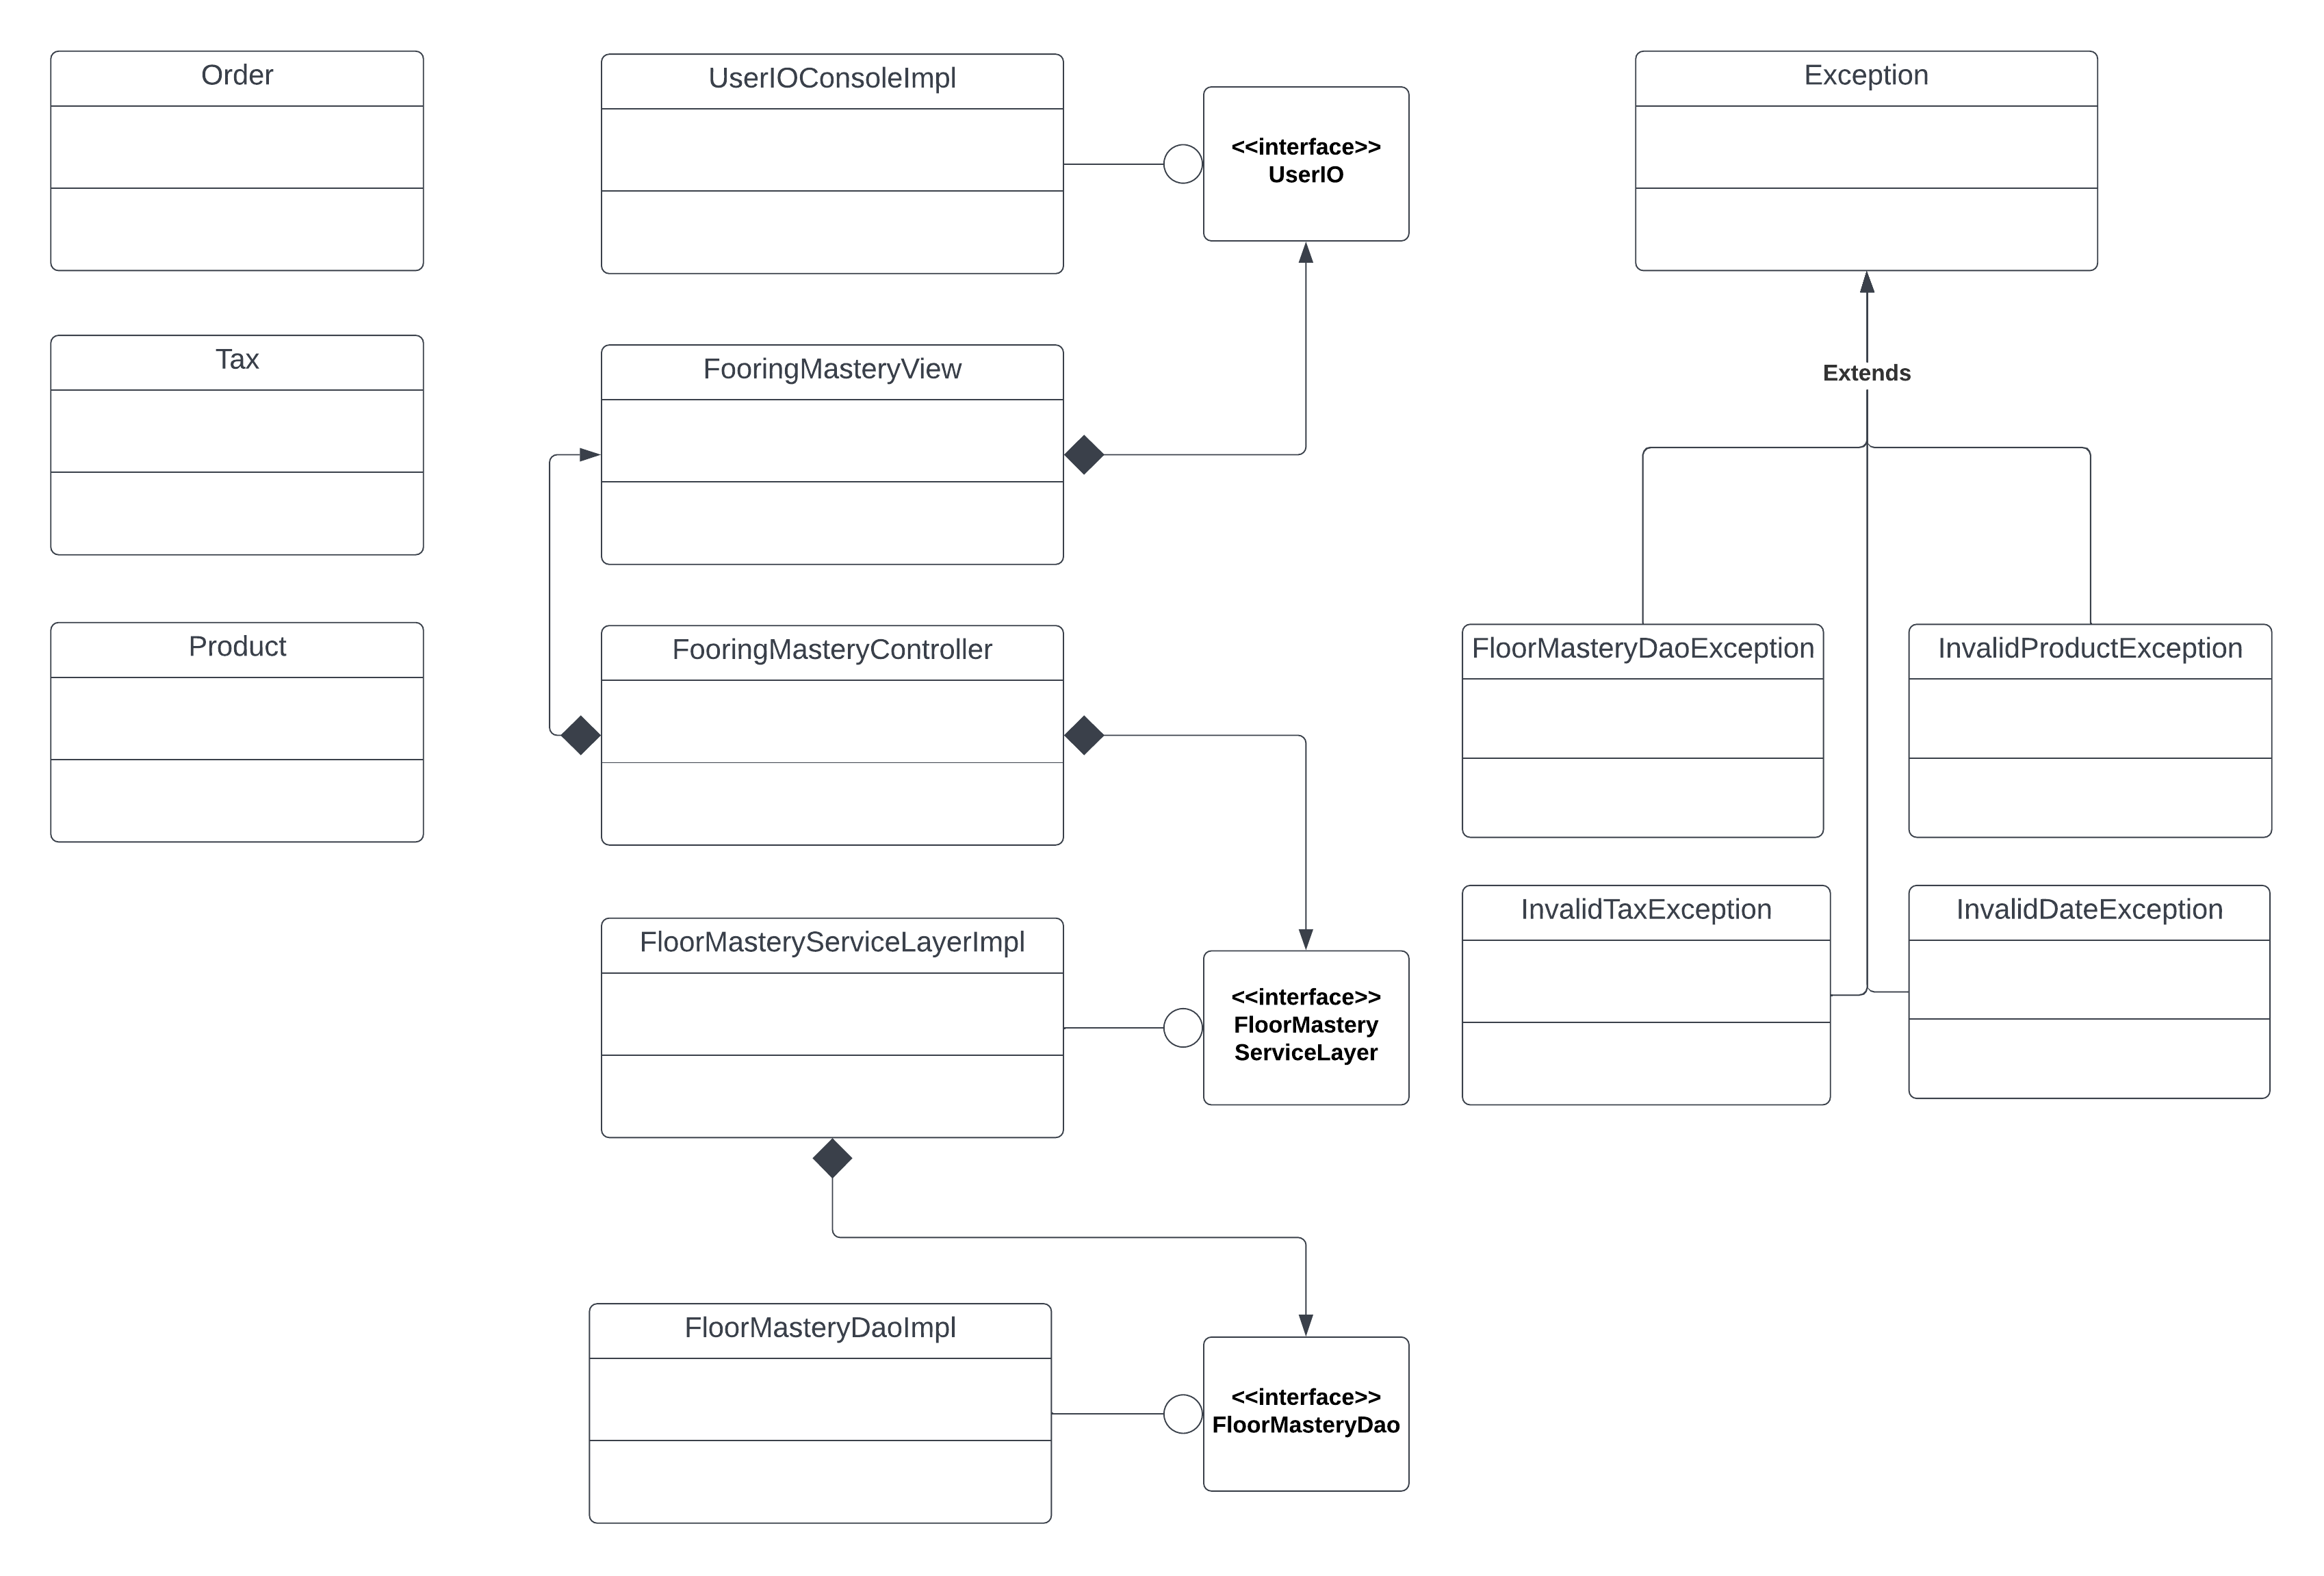 Order
Tax
Product
UserIOConsoleImpl
<<interface>>
UserIO
FooringMasteryView
FooringMasteryController
FloorMasteryServiceLayerImpl
<<interface>>
FloorMastery
ServiceLayer
FloorMasteryDaoImpl
<<interface>>
FloorMasteryDao
Exception
Extends
FloorMasteryDaoException
InvalidProductException
InvalidTaxException
InvalidDateException